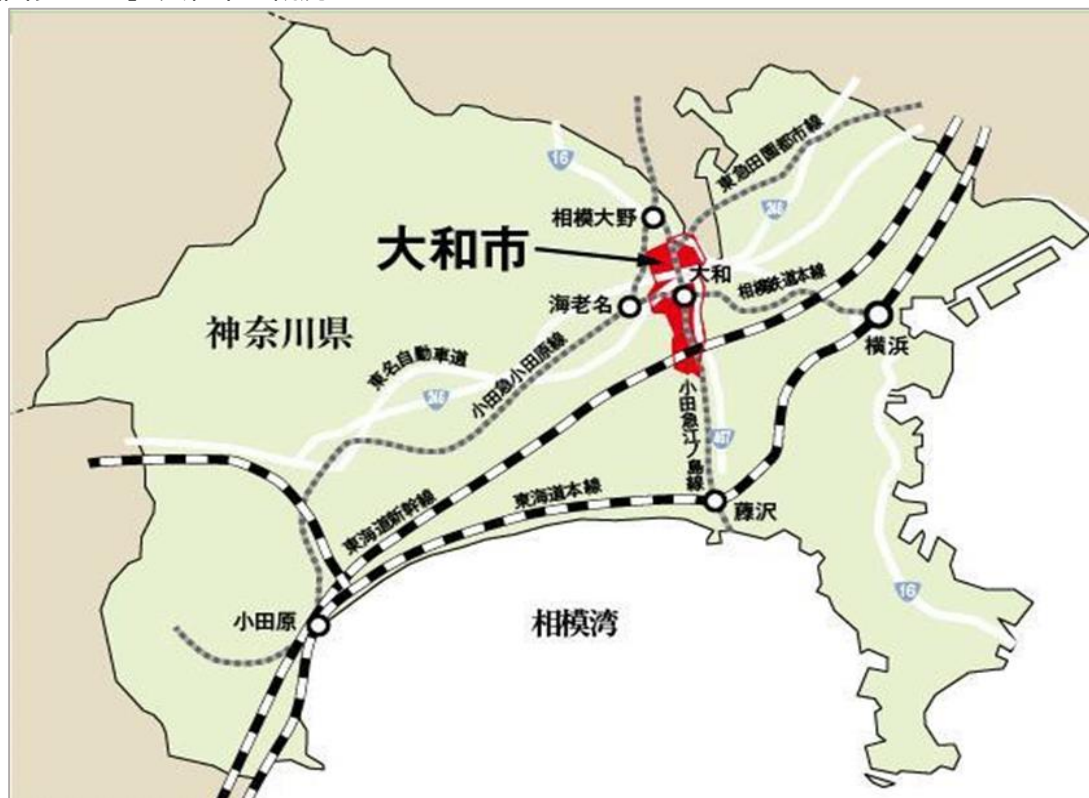 16
東急田園都市線
相模大野
246
大和市
大和
相模鉄道本線
海老名
神奈川県
横浜
東名自動車道
小田急小田原線
246
小田急江ノ島線
467
東海道新幹線
東海道本線
藤沢
16
小田原
相模湾